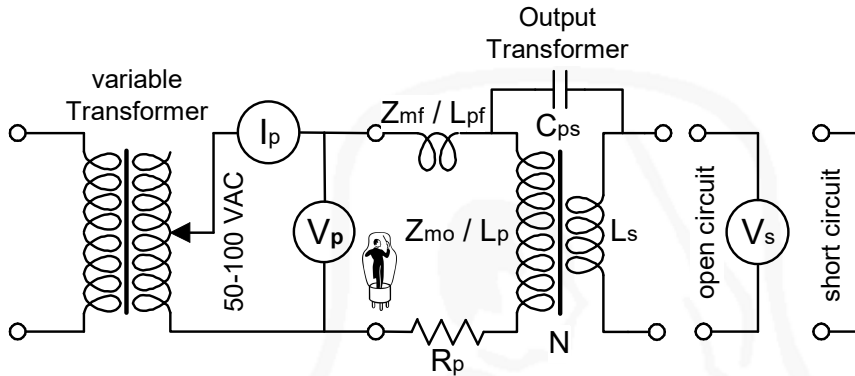 Output
Transformer
variable
Transformer
Ip
Zmf / Lpf
Cps
50-100 VAC
Vp
Zmo / Lp
Ls
open circuit
Vs
short circuit
Rp
N